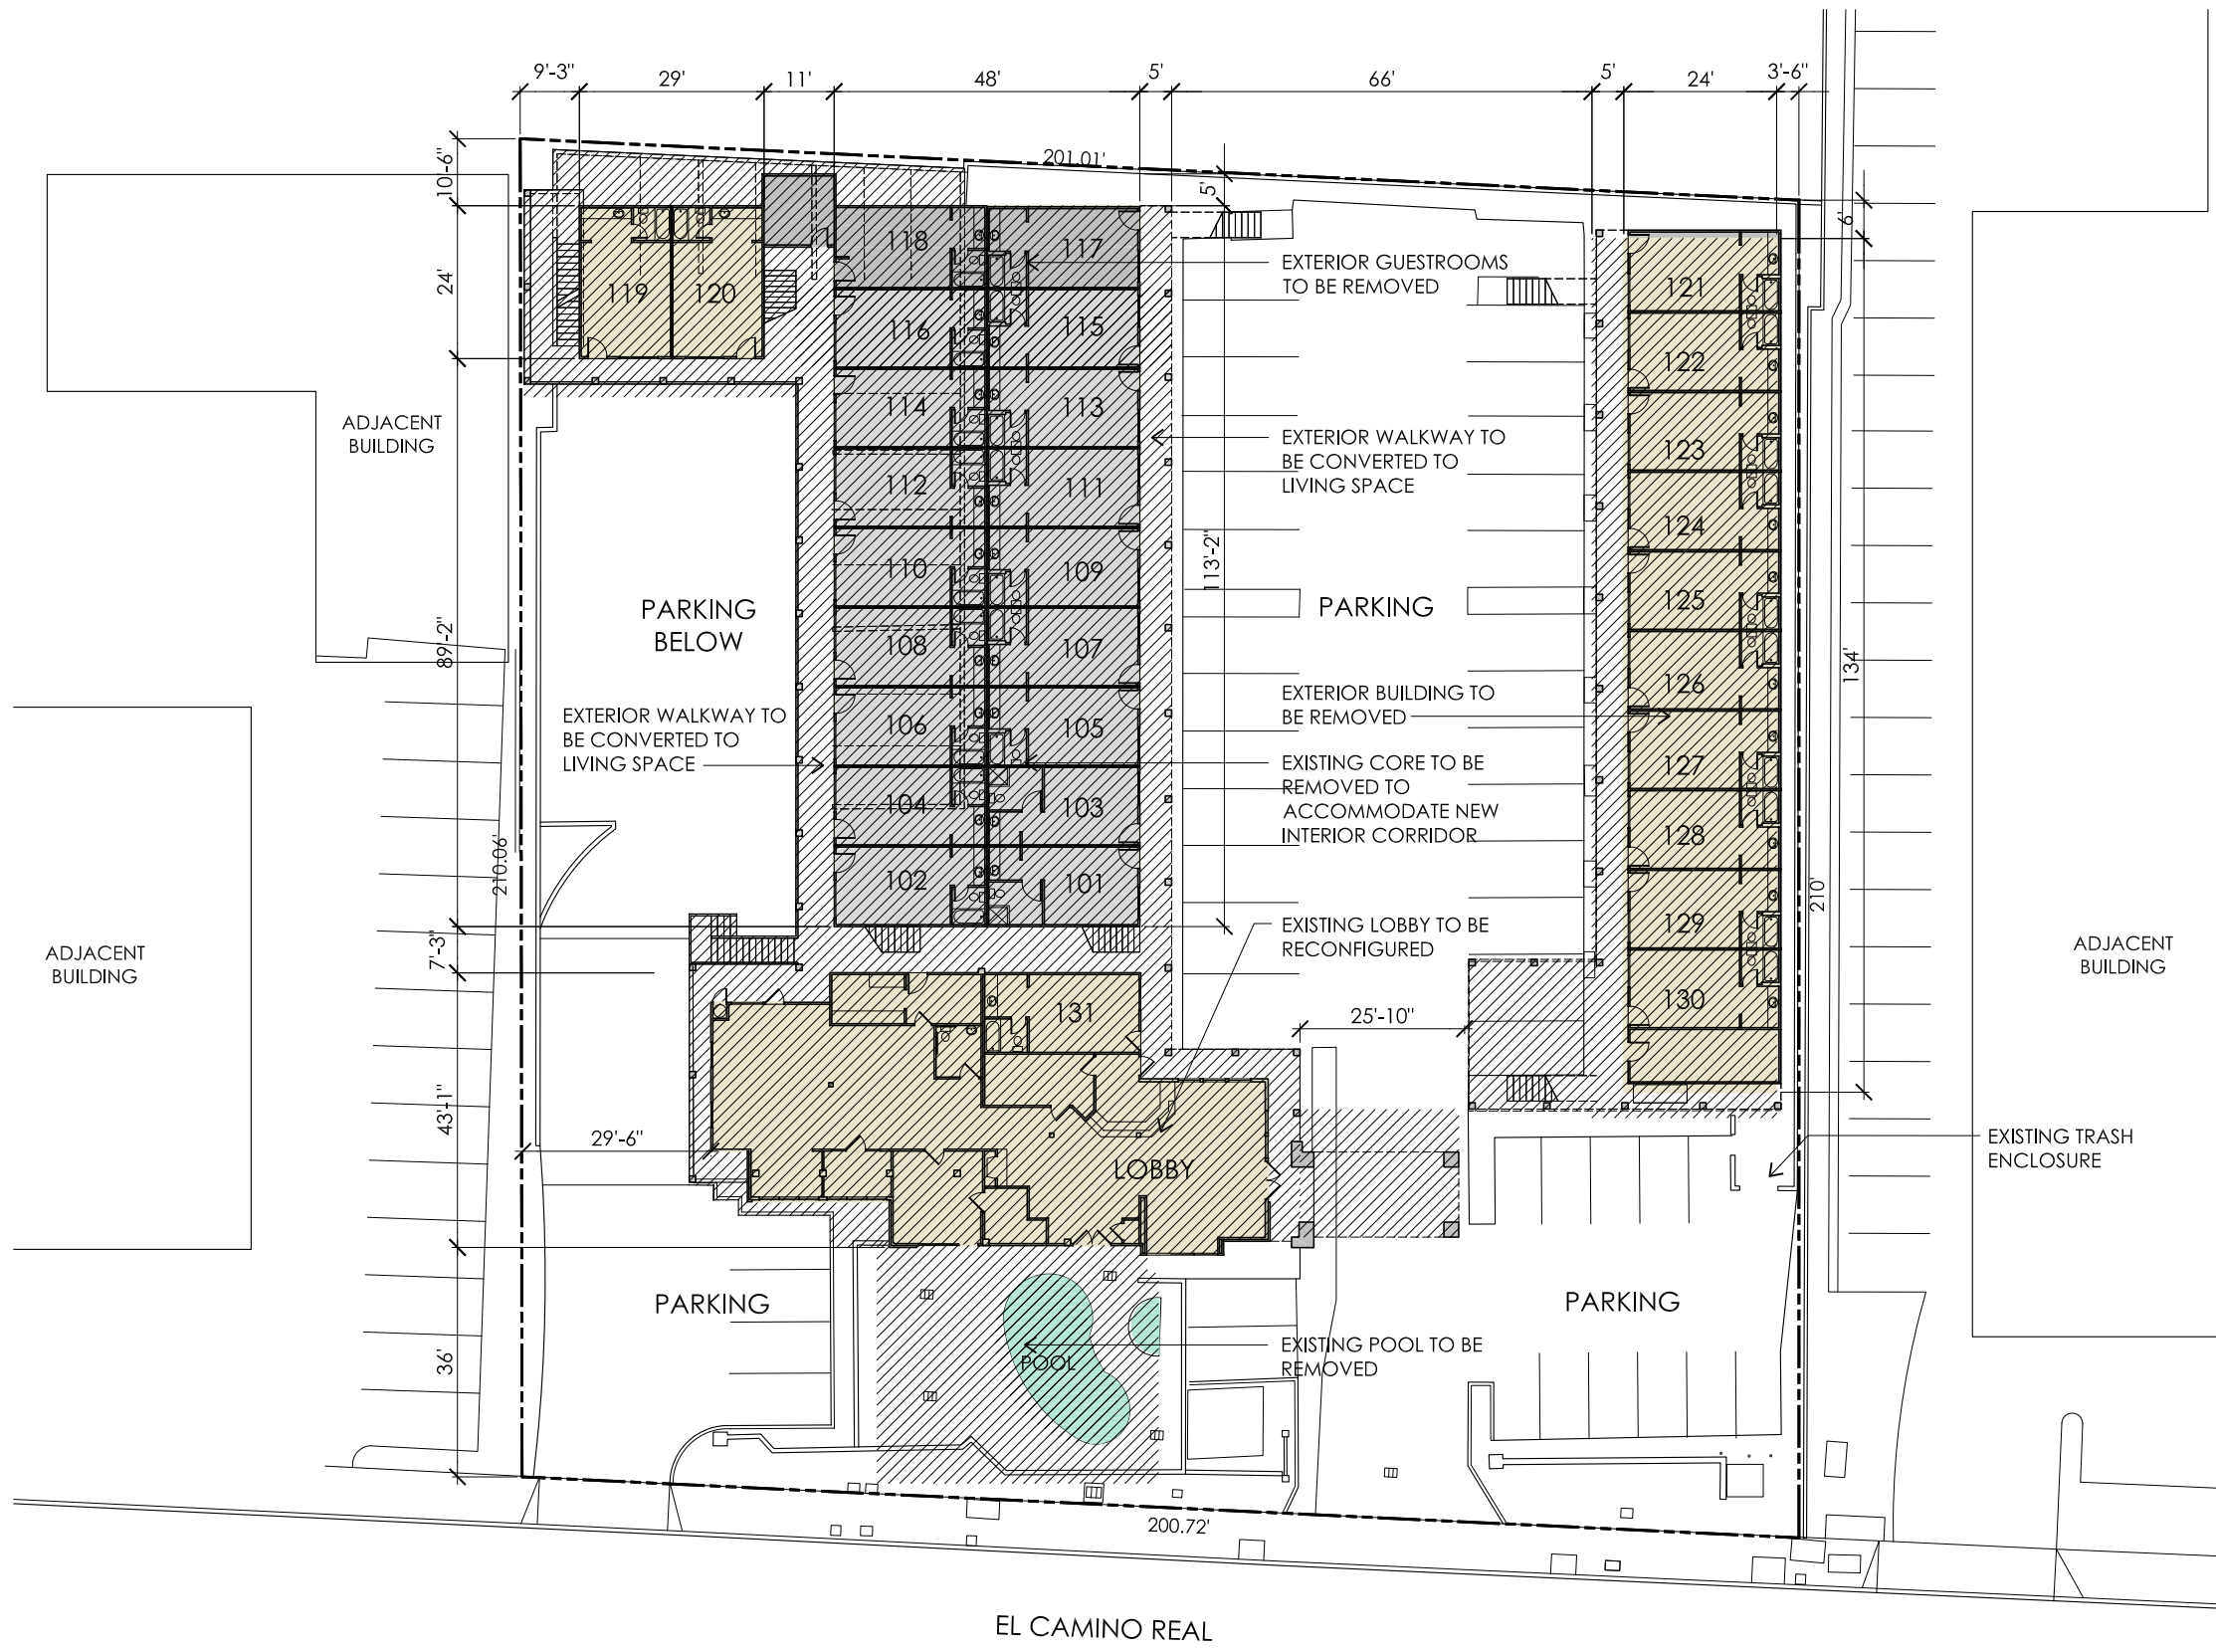 9'-3"
29'
11'
48'
5'
66'
5'
24'
3'-6"
201.01'
10'-6"
5'
6'
24'
118
117
EXTERIOR GUESTROOMS
TO BE REMOVED
119
120
121
116
115
122
ADJACENT
BUILDING
114
113
EXTERIOR WALKWAY TO
BE CONVERTED TO
LIVING SPACE
123
112
111
124
113'-2"
110
109
125
PARKING
BELOW
PARKING
89'-2"
108
107
134'
126
EXTERIOR WALKWAY TO
BE CONVERTED TO
LIVING SPACE
106
105
EXTERIOR BUILDING TO
BE REMOVED
127
104
103
EXISTING CORE TO BE
REMOVED TO
ACCOMMODATE NEW
INTERIOR CORRIDOR
128
210.06'
102
101
210'
129
EXISTING LOBBY TO BE
RECONFIGURED
ADJACENT
BUILDING
7'-3"
ADJACENT
BUILDING
131
130
25'-10"
43'-1"
29'-6"
LOBBY
EXISTING TRASH
ENCLOSURE
PARKING
PARKING
36'
POOL
EXISTING POOL TO BE
REMOVED
200.72'
EL CAMINO REAL